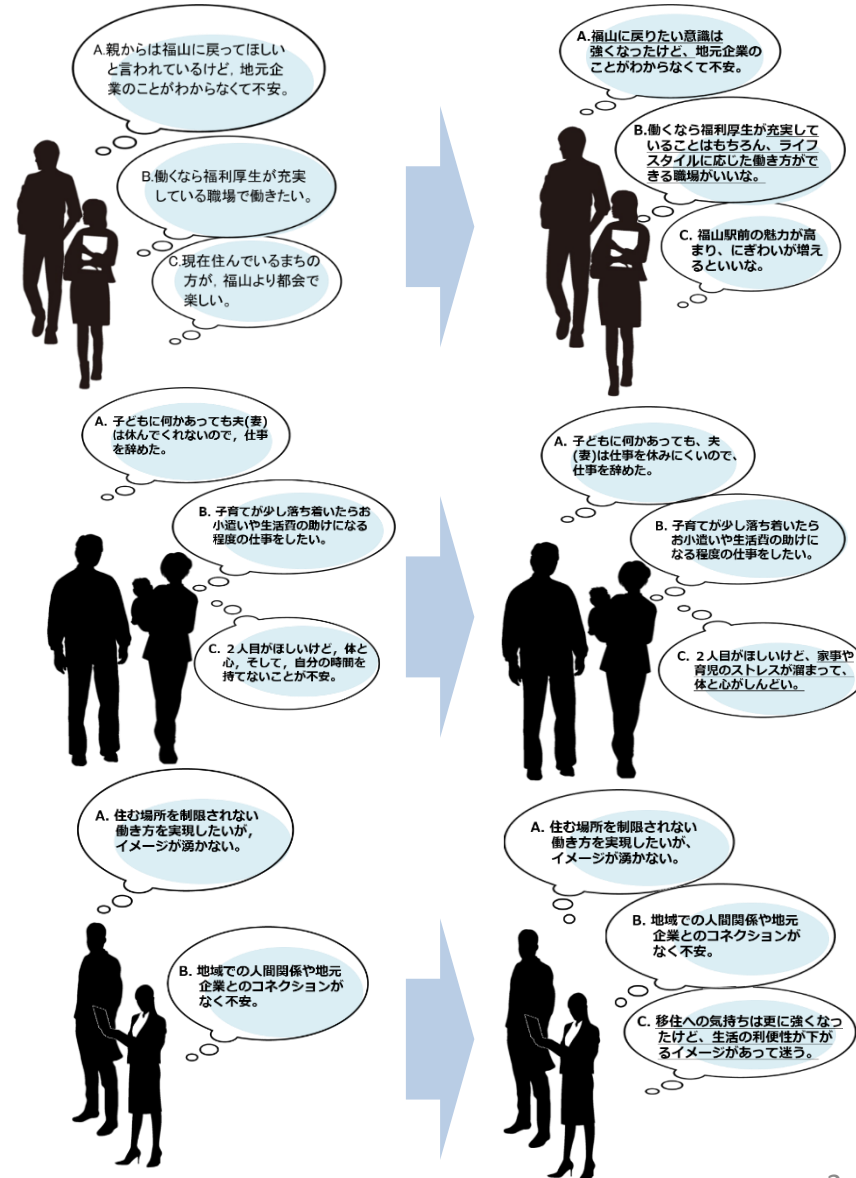 A.親からは福山に戻ってほしい
と言われているけど，地元企
業のことがわからなくて不安。
B.働くなら福利厚生が充実
している職場で働きたい。
C.現在住んでいるまちの
方が，福山より都会で
楽しい。
A.福山に戻りたい意識は
強くなったけど、地元企業の
ことがわからなくて不安。
B.働くなら福利厚生が充実して
いることはもちろん、ライフ
スタイルに応じた働き方がで
きる職場がいいな。
C. 福山駅前の魅力が高
まり、にぎわいが増え
るといいな。
A. 子どもに何かあっても夫(妻)
は休んでくれないので，仕事
を辞めた。
B. 子育てが少し落ち着いたらお
小遣いや生活費の助けになる
程度の仕事をしたい。
C. ２人目がほしいけど，体と
心，そして，自分の時間を
持てないことが不安。
A. 子どもに何かあっても、夫
(妻)は仕事を休みにくいので、
仕事を辞めた。
B. 子育てが少し落ち着いたら
お小遣いや生活費の助けに
なる程度の仕事をしたい。
C. ２人目がほしいけど、家事や
育児のストレスが溜まって、
体と心がしんどい。
A. 住む場所を制限されない
働き方を実現したいが，
イメージが湧かない。
B. 地域での人間関係や地元
企業とのコネクションが
なく不安。
A. 住む場所を制限されない
働き方を実現したいが、
イメージが湧かない。
B. 地域での人間関係や地元
企業とのコネクションが
なく不安。
C. 移住への気持ちは更に強くなっ
たけど、生活の利便性が下が
るイメージがあって迷う。